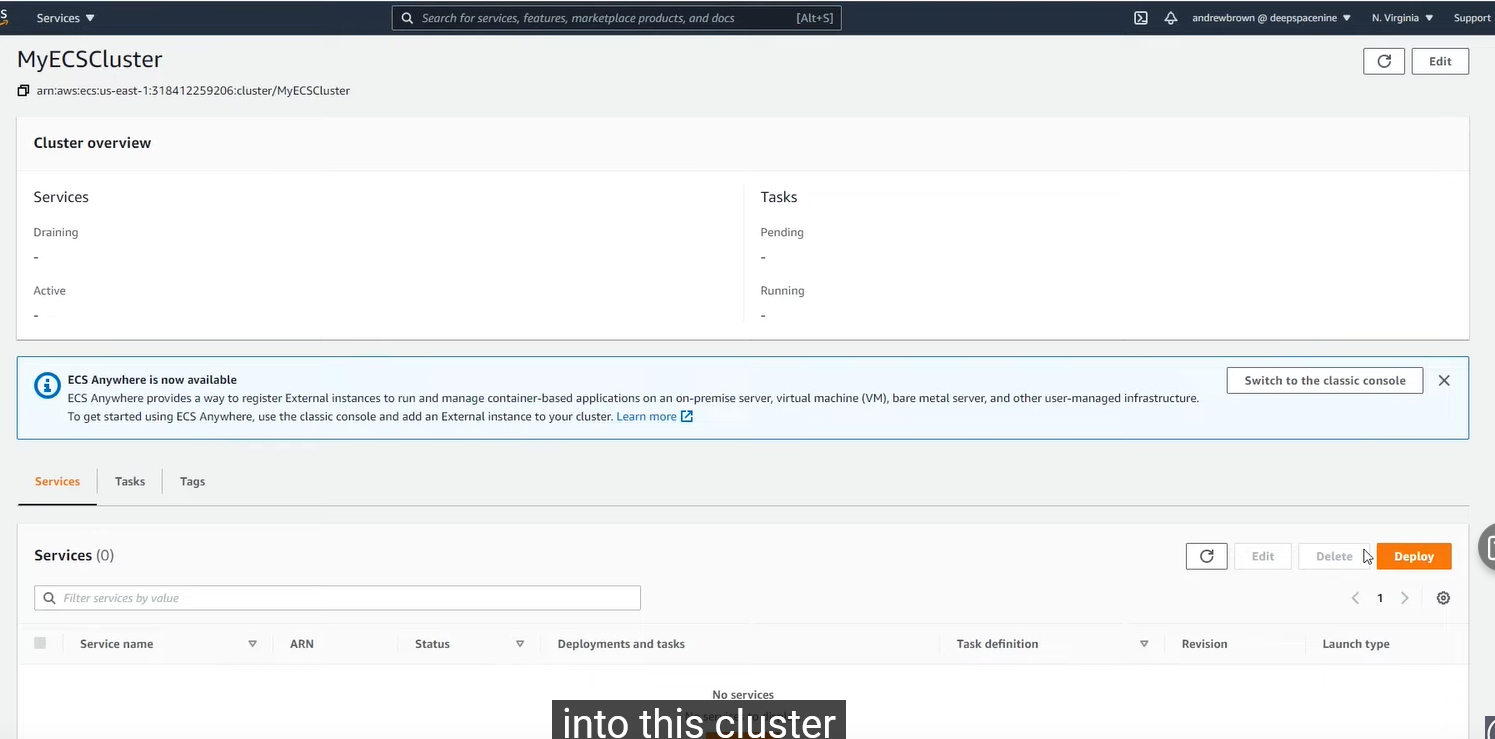 S Services
Search for services, features, marketplace products, and docs [Alt+S]
andrewbrown @ deepspacenine N. Virginia Support
MyECSCluster
Edit
arn:aws:ecs:us-east-1:318412259206:cluster/MyECSCluster
Cluster overview
Services
Draining
-
Active
-
Tasks
Pending
-
Running
-
ECS Anywhere is now available
ECS Anywhere provides a way to register External instances to run and manage container-based applications on an on-premise server, virtual machine (VM), bare metal server, and other user-managed infrastructure.
To get started using ECS Anywhere, use the classic console and add an External instance to your cluster. Learn more
Switch to the classic console
Services Tasks Tags
Services (0)
Edit Delete Deploy
Filter services by value
1
Service name ARN Status Deployments and tasks Task definition Revision Launch type
No services
into this cluster